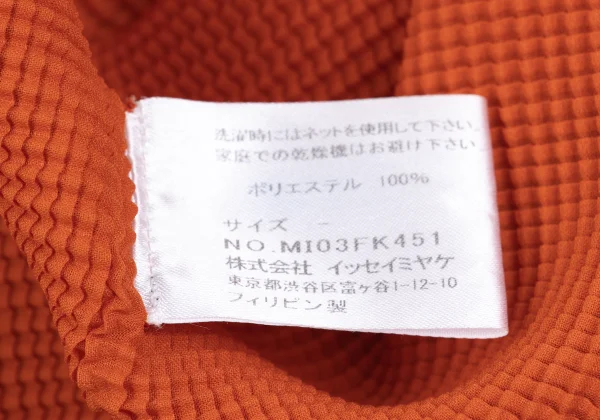 洗濯時にはネットを使用して下さい
家庭での乾燥機はお避け下さい
ポリエステル 100%
サイズ -
NO.MI03FK451
株式会社 イッセイミヤケ
東京都渋谷区富ヶ谷1-12-10
フィリピン製